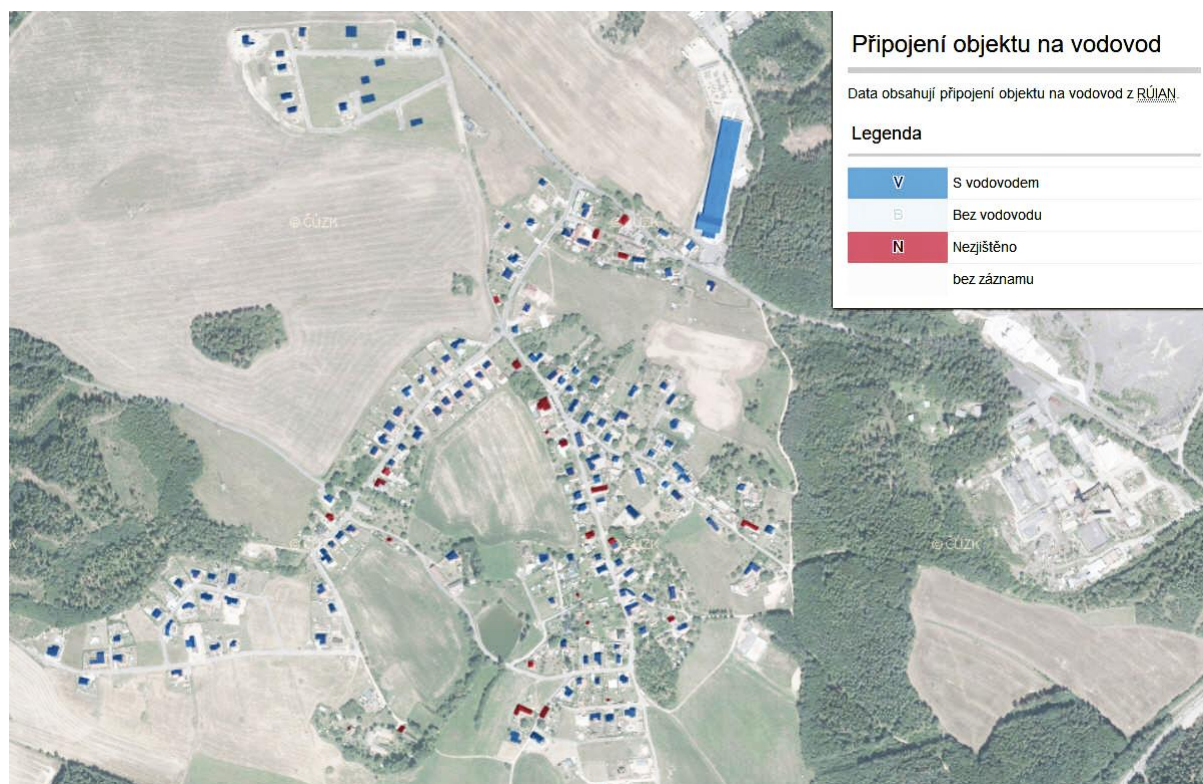 Připojení objektu na vodovod
Data obsahují připojení objektu na vodovod z RÚIAN.
Legenda
V S vodovodem
B Bez vodovodu
N Nezjištěno
bez záznamu
© ČÚZK
© ČÚZK
© ČÚZK
© ČÚZK
© ČÚZK